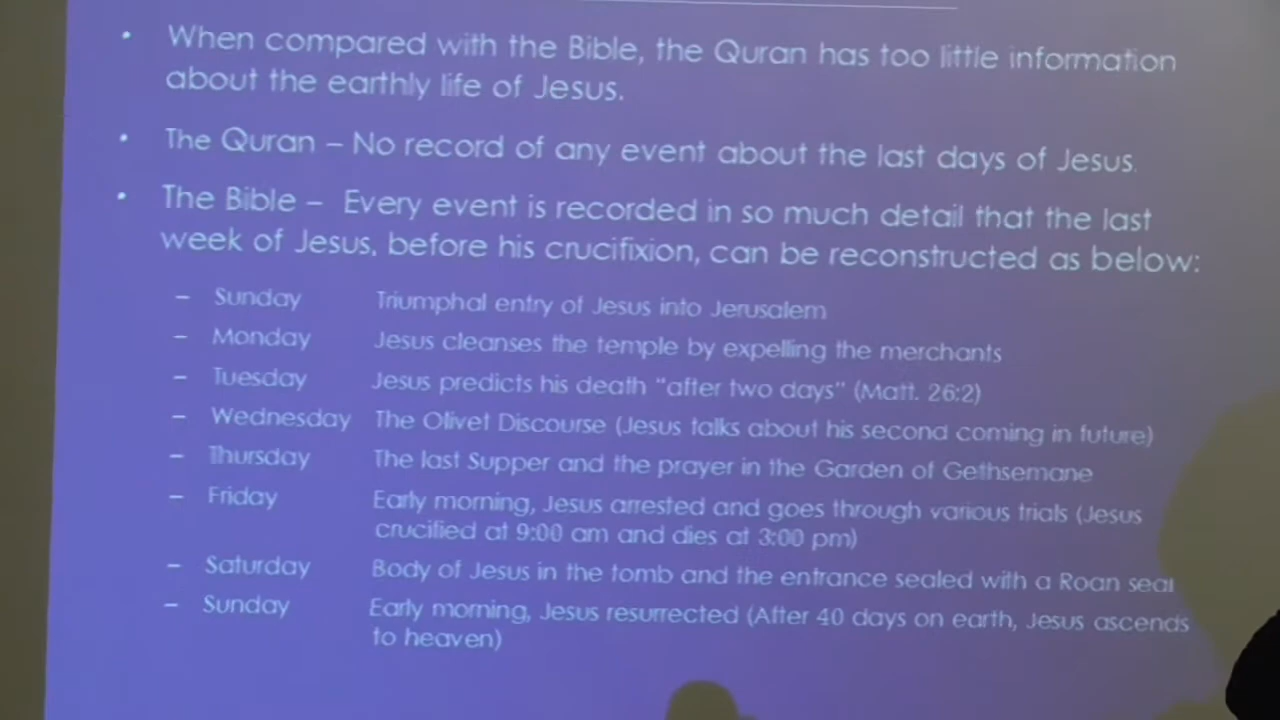 • When compared with the Bible, the Quran has too little information
about the earthly life of Jesus.
• The Quran – No record of any event about the last days of Jesus.
• The Bible – Every event is recorded in so much detail that the last
week of Jesus, before his crucifixion, can be reconstructed as below:
– Sunday Triumphal entry of Jesus into Jerusalem
– Monday Jesus cleanses the temple by expelling the merchants
– Tuesday Jesus predicts his death "after two days" (Matt. 26:2)
– Wednesday The Olivet Discourse (Jesus talks about his second coming in future)
– Thursday The last Supper and the prayer in the Garden of Gethsemane
– Friday Early morning, Jesus arrested and goes through various trials (Jesus
crucified at 9:00 am and dies at 3:00 pm)
– Saturday Body of Jesus in the tomb and the entrance sealed with a Roan seal
– Sunday Early morning, Jesus resurrected (After 40 days on earth, Jesus ascends
to heaven)